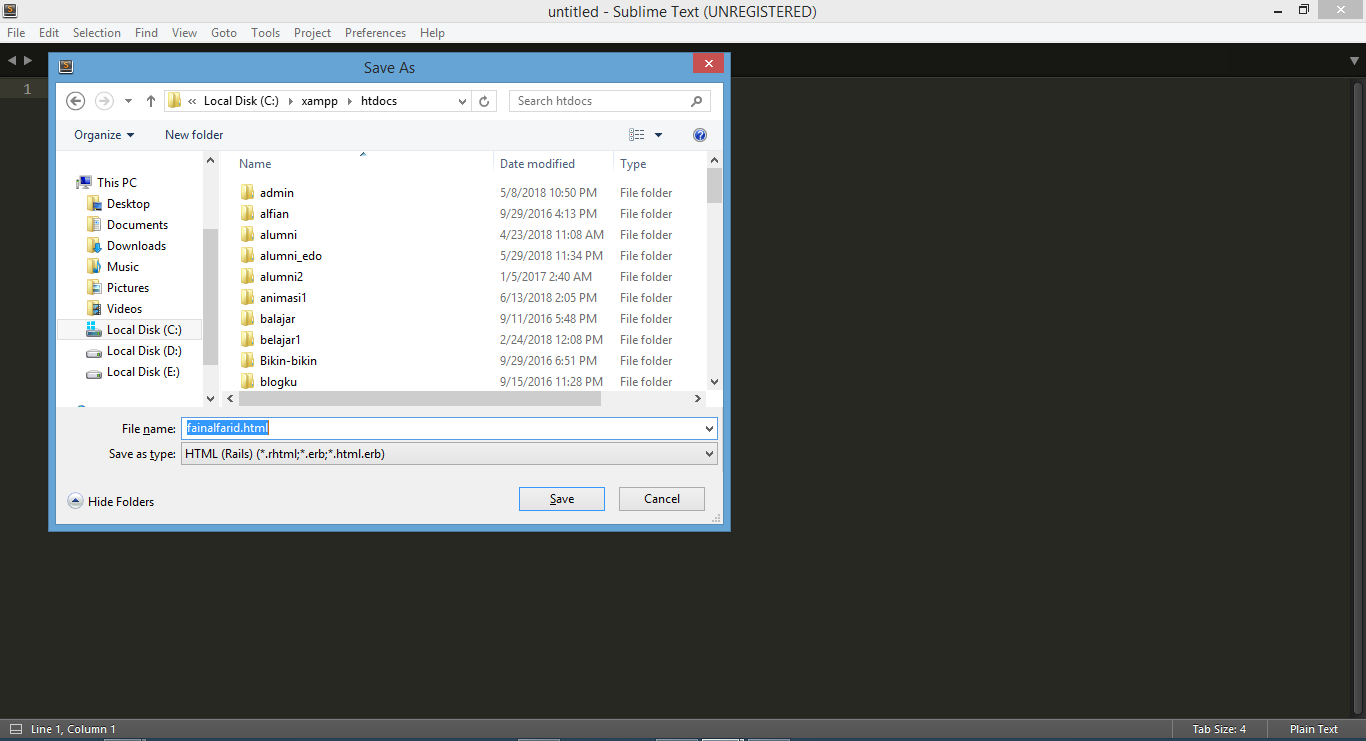 untitled - Sublime Text (UNREGISTERED)
File Edit Selection Find View Goto Tools Project Preferences Help
Save As
« Local Disk (C:) xampp htdocs Search htdocs
Organize New folder
Name Date modified Type
This PC
Desktop
Documents
Downloads
Music
Pictures
Videos
Local Disk (C:)
Local Disk (D:)
Local Disk (E:)
admin 5/8/2018 10:50 PM File folder
alfian 9/29/2016 4:13 PM File folder
alumni 4/23/2018 11:08 AM File folder
alumni_edo 5/29/2018 11:34 PM File folder
alumni2 1/5/2017 2:40 AM File folder
animasi1 6/13/2018 2:05 PM File folder
balajar 9/11/2016 5:48 PM File folder
belajar1 2/24/2018 12:08 PM File folder
Bikin-bikin 9/29/2016 6:51 PM File folder
blogku 9/15/2016 11:28 PM File folder
File name: fainalfarid.html
Save as type: HTML (Rails) (*.rhtml;*.erb;*.html.erb)
Hide Folders Save Cancel
1
Line 1, Column 1 Tab Size: 4 Plain Text